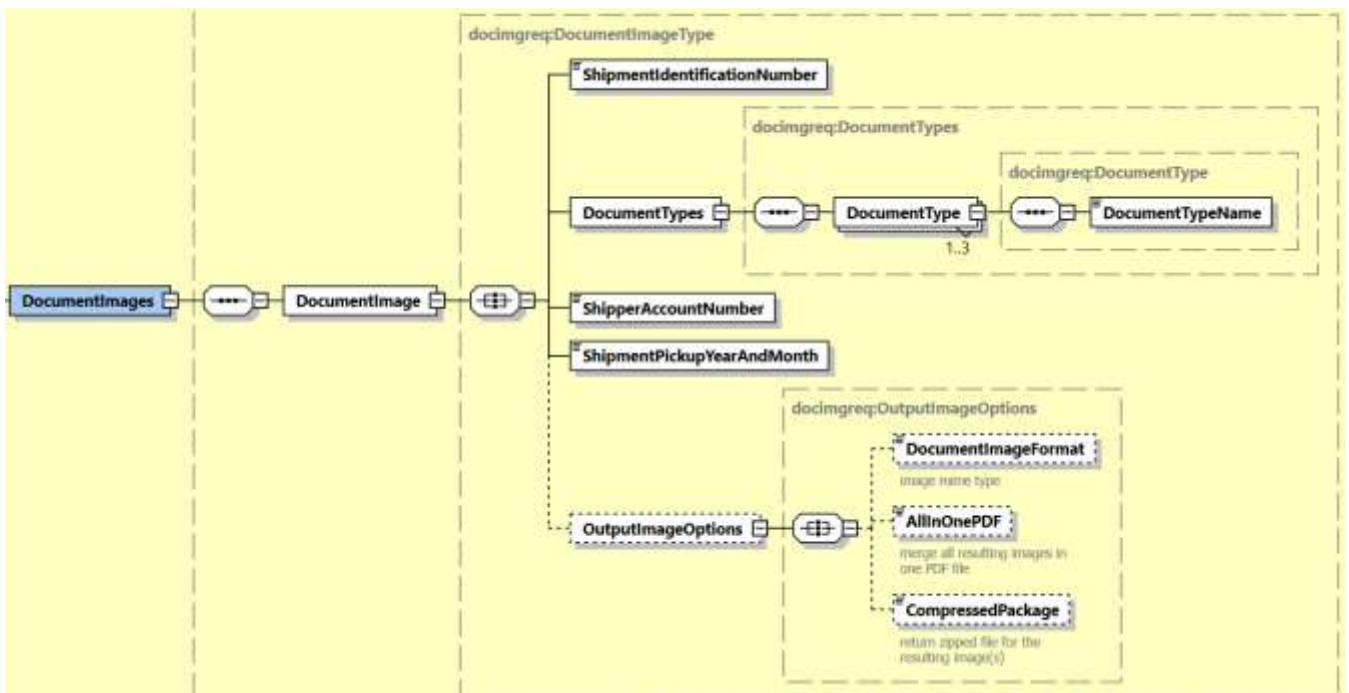 docimgreq:DocumentImageType
ShipmentIdentificationNumber
docimgreq:DocumentTypes
docimgreq:DocumentType
DocumentTypes
DocumentType
DocumentTypeName
1..3
DocumentImages
DocumentImage
ShipperAccountNumber
ShipmentPickupYearAndMonth
docimgreq:OutputImageOptions
DocumentImageFormat
image mime type
OutputImageOptions
AllInOnePDF
merge all resulting images in
one PDF file
CompressedPackage
return zipped file for the
resulting image(s)